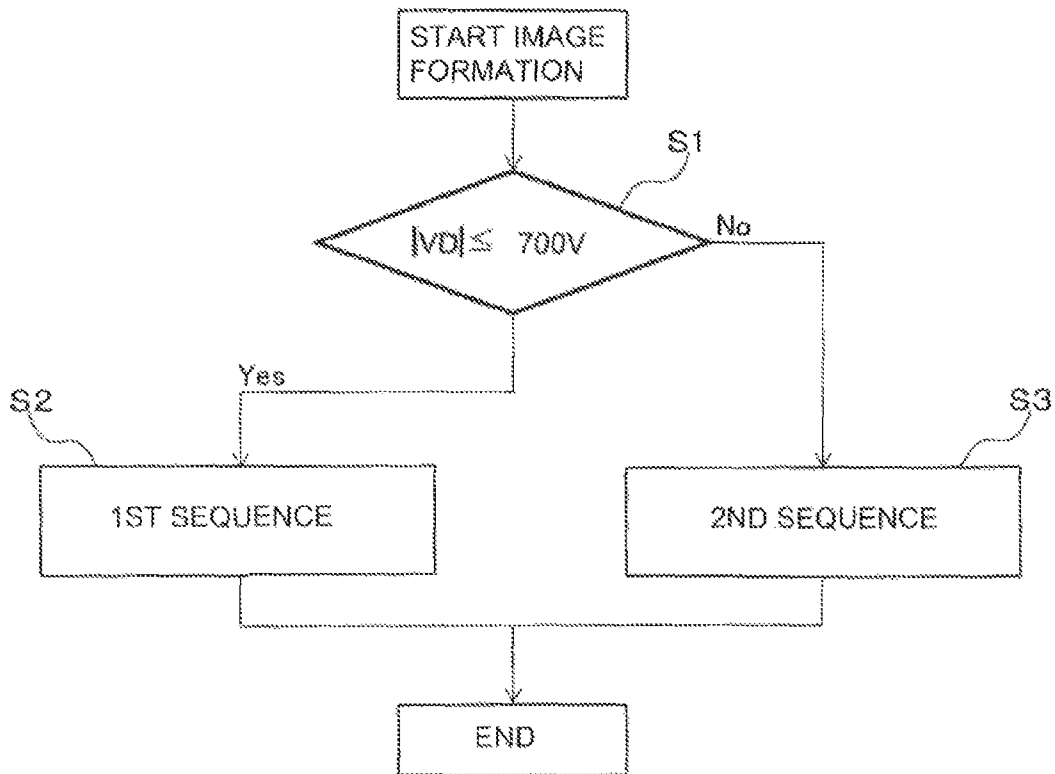 START IMAGE
FORMATION
S1
|VD|≦ 700V
No
Yes
S2
S3
1ST SEQUENCE
2ND SEQUENCE
END